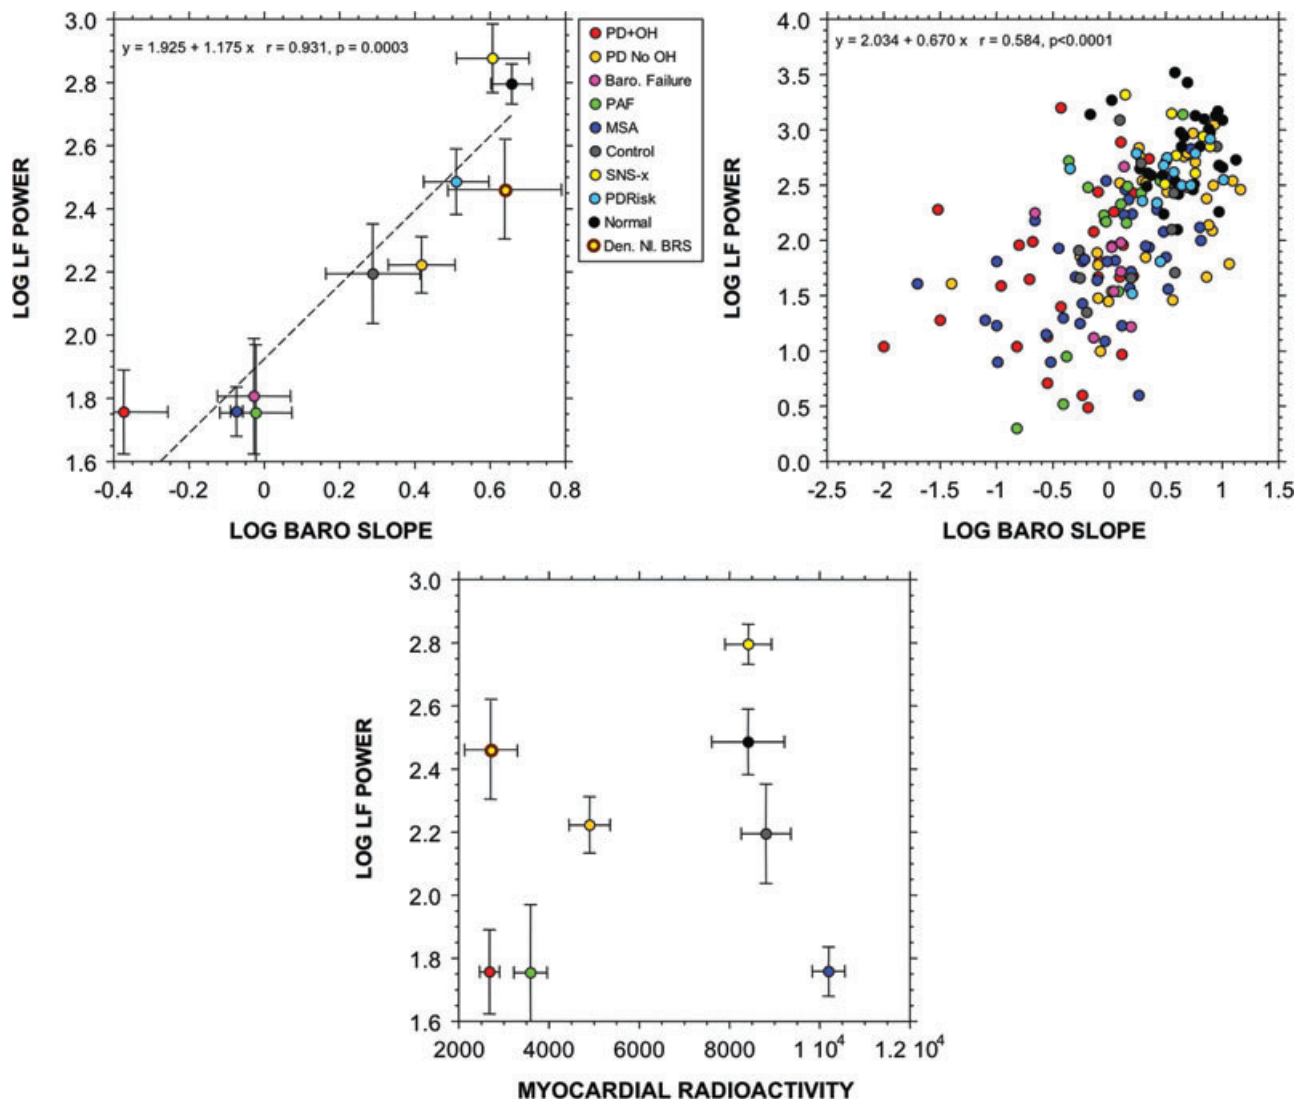 y = 1.925 + 1.175 x r = 0.931, p = 0.0003
LOG LF POWER
3.0
2.8
2.6
2.4
2.2
2.0
1.8
1.6
-0.4 -0.2 0 0.2 0.4 0.6 0.8
LOG BARO SLOPE
PD+OH
PD No OH
Baro. Failure
PAF
MSA
Control
SNS-x
PDRisk
Normal
Den. Nl. BRS
y = 2.034 + 0.670 x r = 0.584, p<0.0001
LOG LF POWER
4.0
3.5
3.0
2.5
2.0
1.5
1.0
0.5
0.0
-2.5 -2 -1.5 -1 -0.5 0 0.5 1 1.5
LOG BARO SLOPE
LOG LF POWER
3.0
2.8
2.6
2.4
2.2
2.0
1.8
1.6
2000 4000 6000 8000 1 10⁴ 1.2 10⁴
MYOCARDIAL RADIOACTIVITY